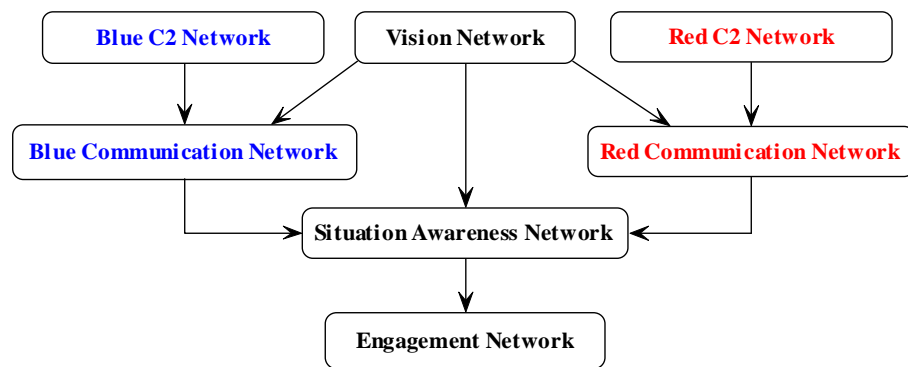 Blue C2 Network
Vision Network
Red C2 Network
Blue Communication Network
Red Communication Network
Situation Awareness Network
Engagement Network